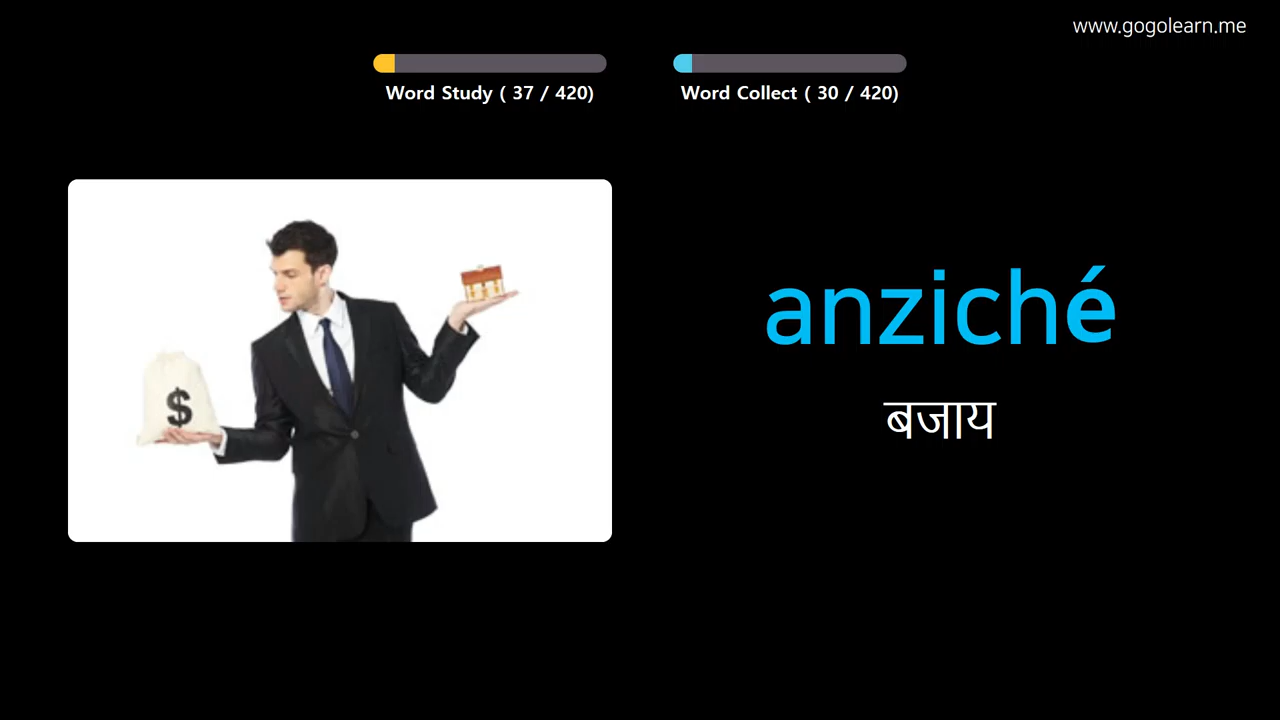 www.gogolearn.me
Word Study ( 37 / 420)
Word Collect ( 30 / 420)
$
anziché
बजाय